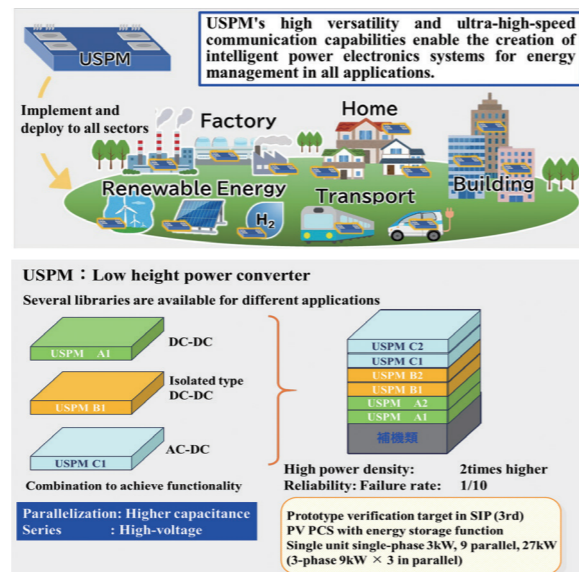 USPM's high versatility and ultra-high-speed
communication capabilities enable the creation of
intelligent power electronics systems for energy
management in all applications.
USPM
Implement and
deploy to all sectors
Factory
Home
Renewable Energy
Transport
Building
H2
USPM：Low height power converter
Several libraries are available for different applications
USPM A1
DC-DC
USPM B1
Isolated type
DC-DC
USPM C1
AC-DC
Combination to achieve functionality
USPM C2
USPM C1
USPM B2
USPM B1
USPM A2
USPM A1
補機類
High power density: 2times higher
Reliability: Failure rate: 1/10
Parallelization: Higher capacitance
Series : High-voltage
Prototype verification target in SIP (3rd)
PV PCS with energy storage function
Single unit single-phase 3kW, 9 parallel, 27kW
(3-phase 9kW × 3 in parallel)